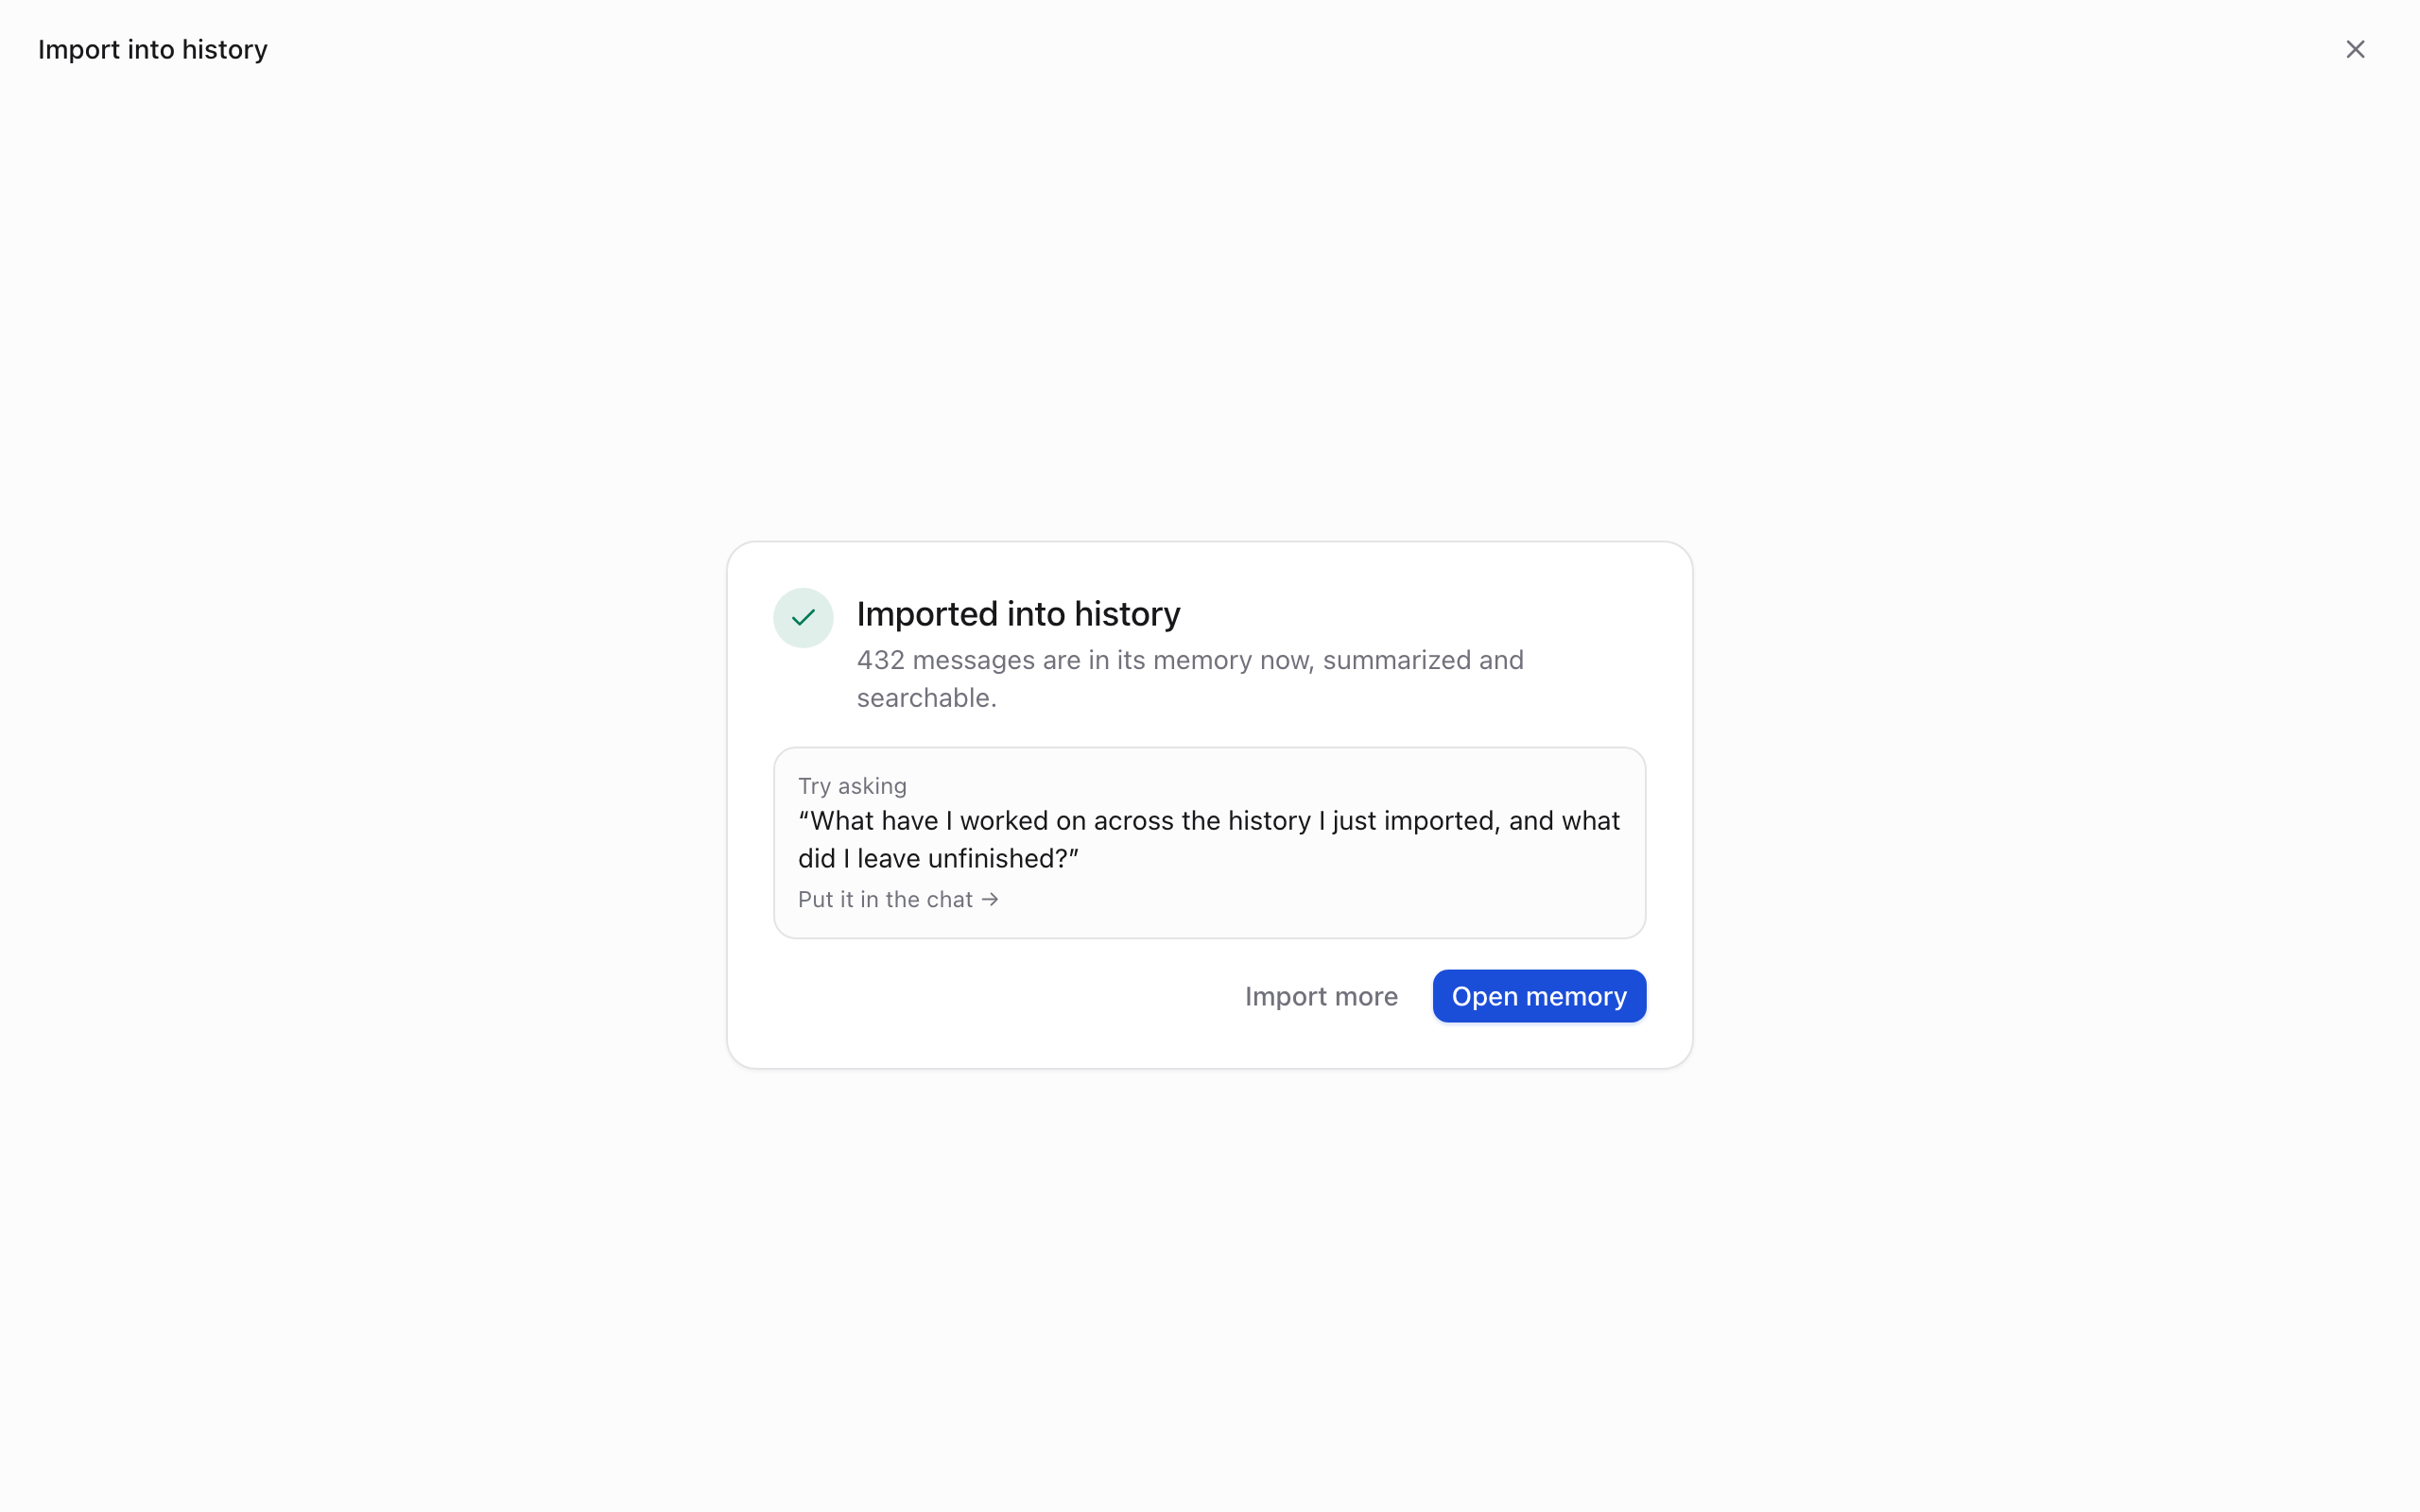 Import into history
Imported into history
432 messages are in its memory now, summarized and
searchable.
Try asking
“What have I worked on across the history I just imported, and what
did I leave unfinished?”
Put it in the chat →
Import more
Open memory